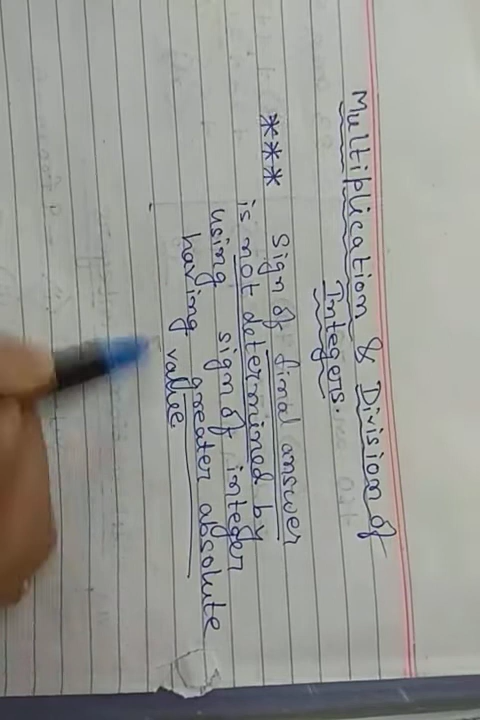 Multiplication & Division of
Integers.
*** Sign of final answer
is not determined by
using sign of integer
having greater absolute
value